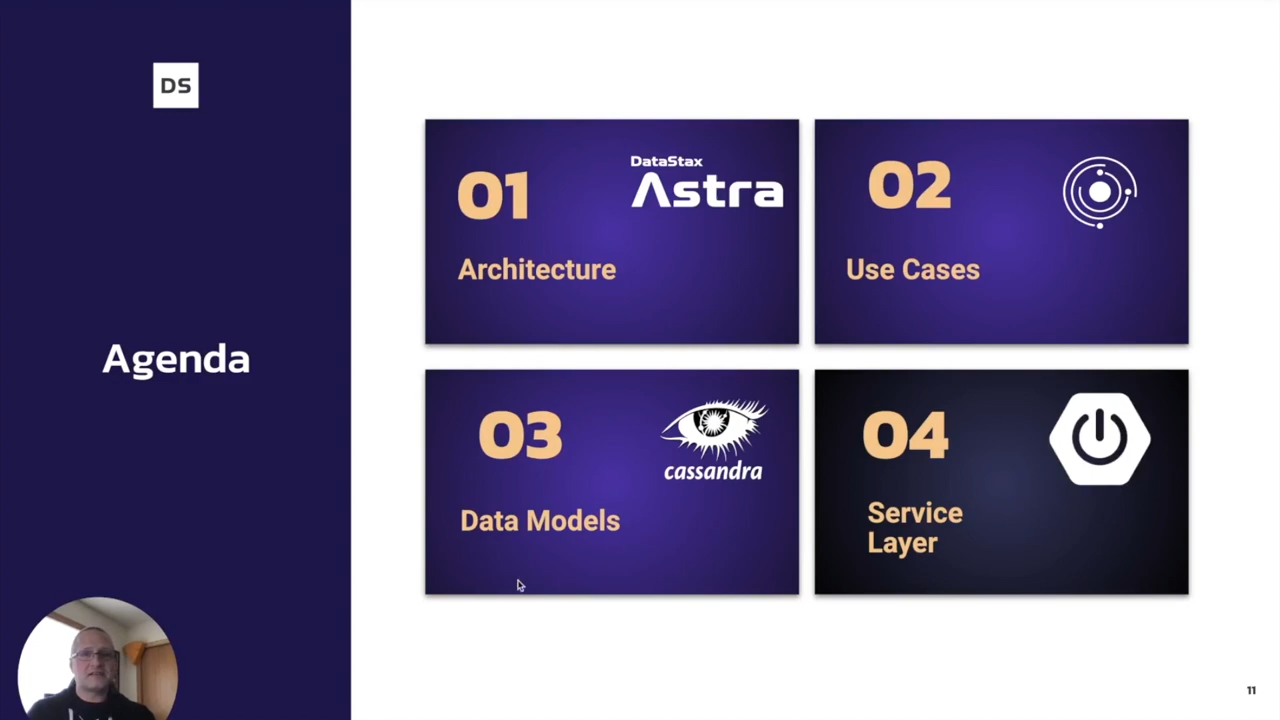 DS
Agenda
01
DataStax
Astra
Architecture
02
Use Cases
03
cassandra
Data Models
04
Service
Layer
11